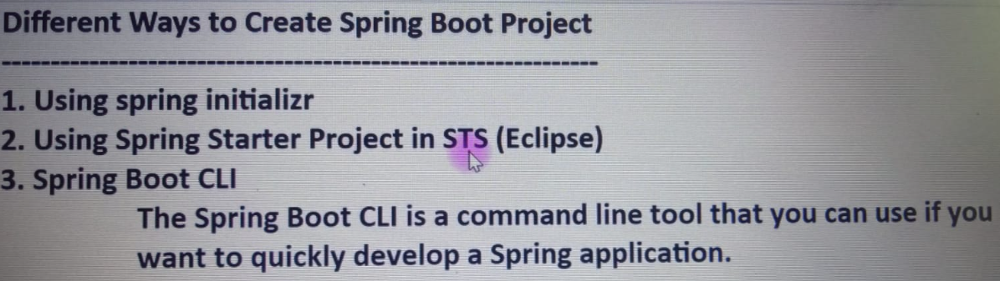 Different Ways to Create Spring Boot Project
------------------------------------------------------------------
1. Using spring initializr
2. Using Spring Starter Project in STS (Eclipse)
3. Spring Boot CLI
The Spring Boot CLI is a command line tool that you can use if you
want to quickly develop a Spring application.